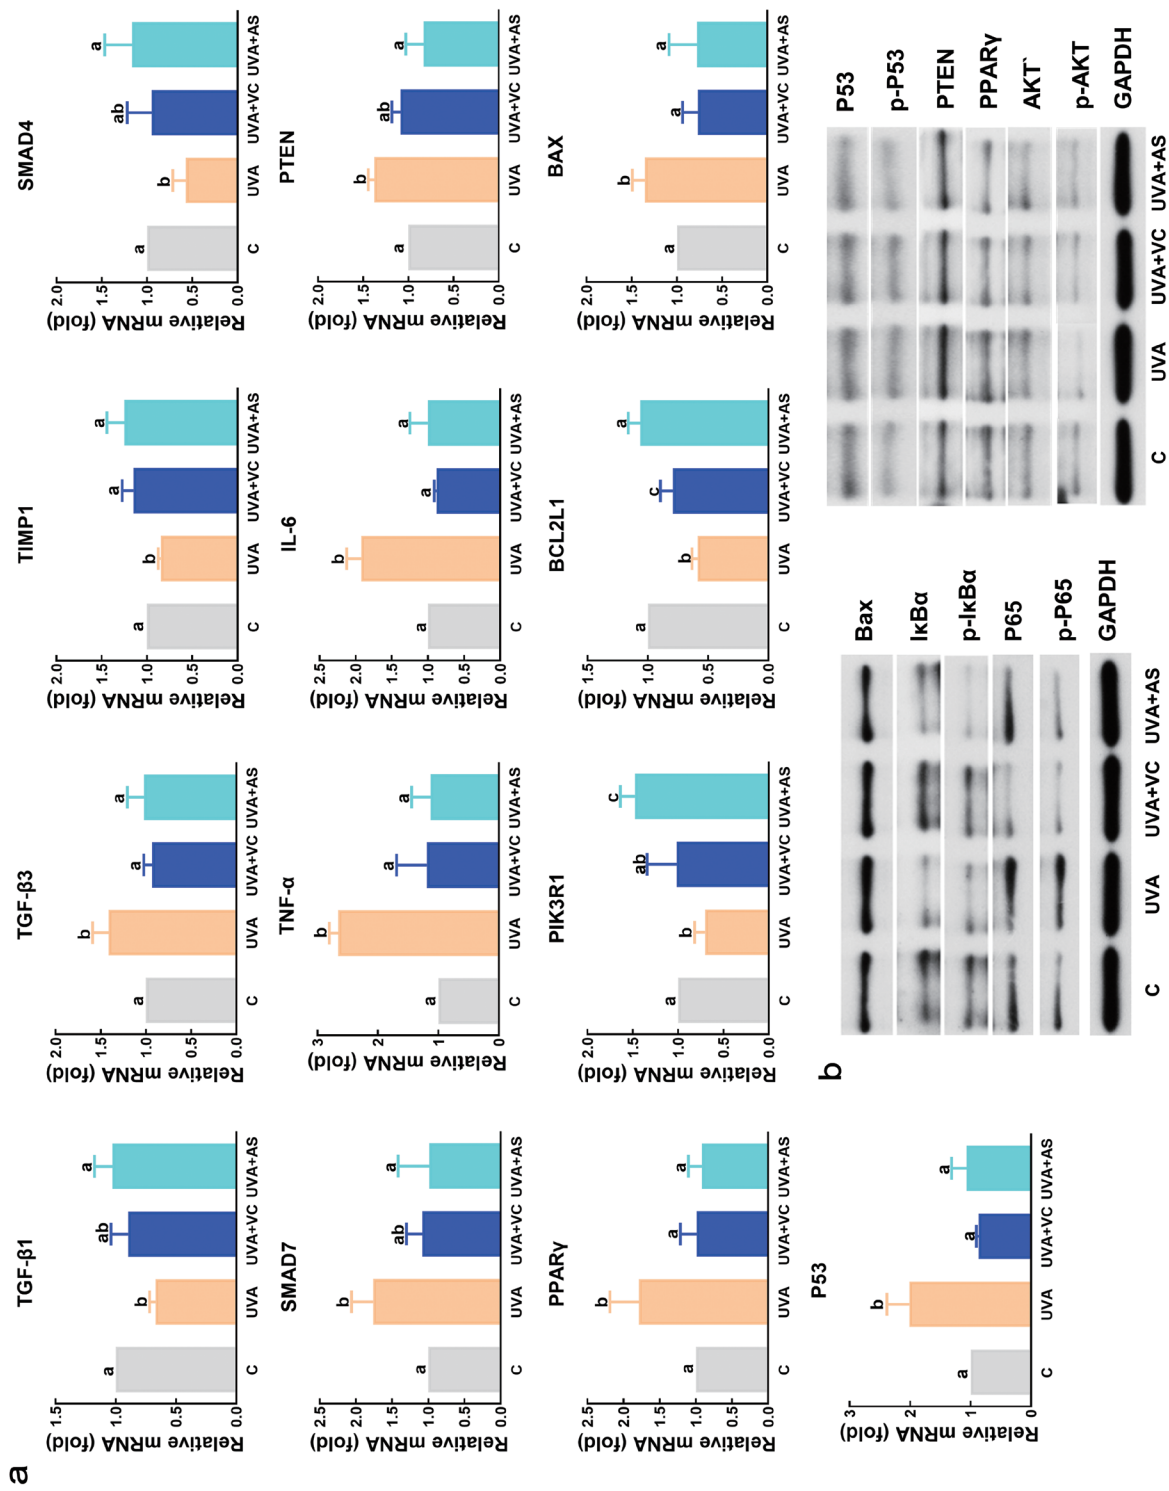 a
TGF-β1
Relative mRNA (fold)
1.5
1.0
0.5
0.0
a
b
ab
a
C
UVA
UVA+VC
UVA+AS
TGF-β3
Relative mRNA (fold)
2.0
1.5
1.0
0.5
0.0
a
b
a
a
C
UVA
UVA+VC
UVA+AS
TIMP1
Relative mRNA (fold)
2.0
1.5
1.0
0.5
0.0
a
b
a
a
C
UVA
UVA+VC
UVA+AS
SMAD4
Relative mRNA (fold)
2.0
1.5
1.0
0.5
0.0
a
b
ab
a
C
UVA
UVA+VC
UVA+AS
SMAD7
Relative mRNA (fold)
2.5
2.0
1.5
1.0
0.5
0.0
a
b
ab
a
C
UVA
UVA+VC
UVA+AS
TNF-α
Relative mRNA (fold)
3
2
1
0
a
b
a
a
C
UVA
UVA+VC
UVA+AS
IL-6
Relative mRNA (fold)
2.5
2.0
1.5
1.0
0.5
0.0
a
b
a
a
C
UVA
UVA+VC
UVA+AS
PTEN
Relative mRNA (fold)
2.0
1.5
1.0
0.5
0.0
a
b
ab
a
C
UVA
UVA+VC
UVA+AS
PPARγ
Relative mRNA (fold)
2.5
2.0
1.5
1.0
0.5
0.0
a
b
a
a
C
UVA
UVA+VC
UVA+AS
PIK3R1
Relative mRNA (fold)
2.0
1.5
1.0
0.5
0.0
a
b
ab
c
C
UVA
UVA+VC
UVA+AS
BCL2L1
Relative mRNA (fold)
1.5
1.0
0.5
0.0
a
b
c
a
C
UVA
UVA+VC
UVA+AS
BAX
Relative mRNA (fold)
2.0
1.5
1.0
0.5
0.0
a
b
a
a
C
UVA
UVA+VC
UVA+AS
P53
Relative mRNA (fold)
3
2
1
0
a
b
a
a
C
UVA
UVA+VC
UVA+AS
b
Bax
IκBα
p-IκBα
P65
p-P65
GAPDH
C
UVA
UVA+VC
UVA+AS
P53
p-P53
PTEN
PPARγ
AKT`
p-AKT
GAPDH
C
UVA
UVA+VC
UVA+AS